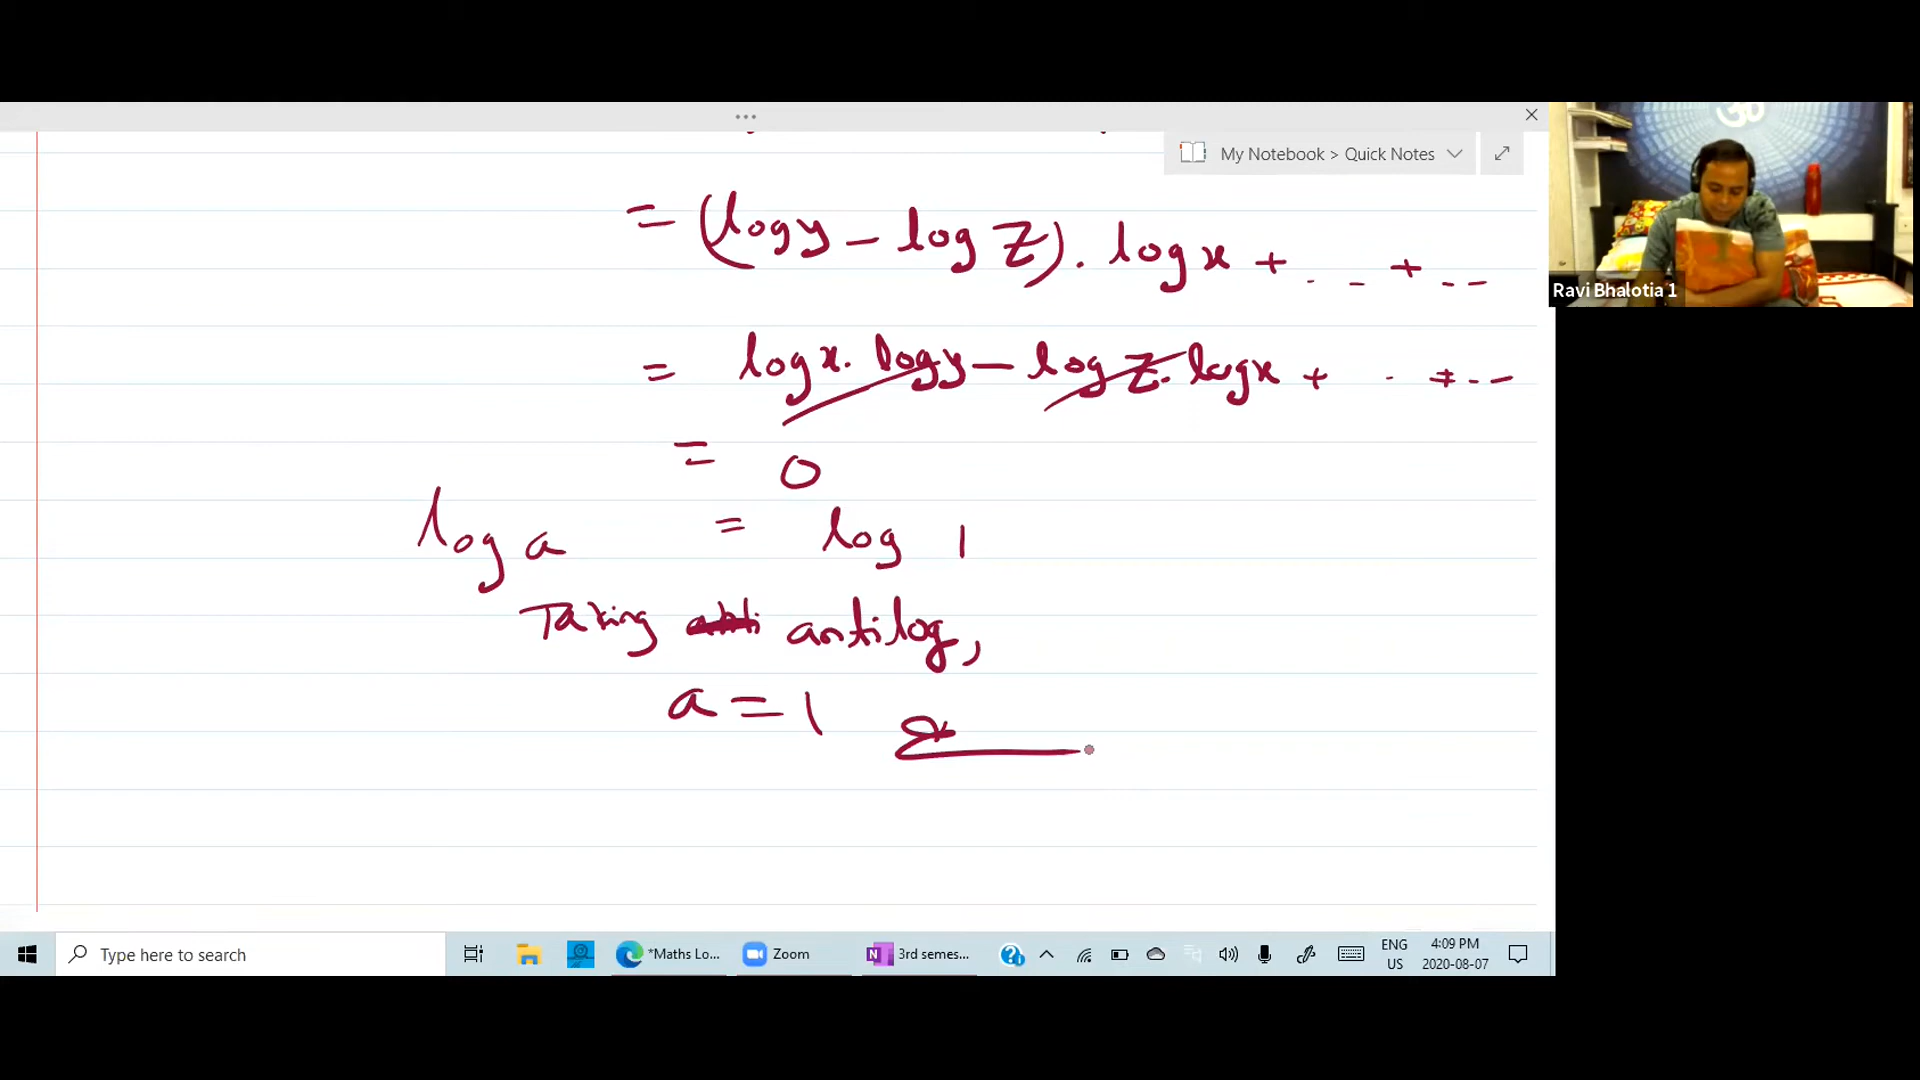 My Notebook > Quick Notes
= (log y - log z). log x + . . - + . - -
= log x. log y - log z. log x + . + . - -
= 0
log a = log 1
Taking antilog,
a = 1
Ravi Bhalotia 1
Type here to search
*Maths Lo...
Zoom
3rd semes...
ENG
US
4:09 PM
2020-08-07